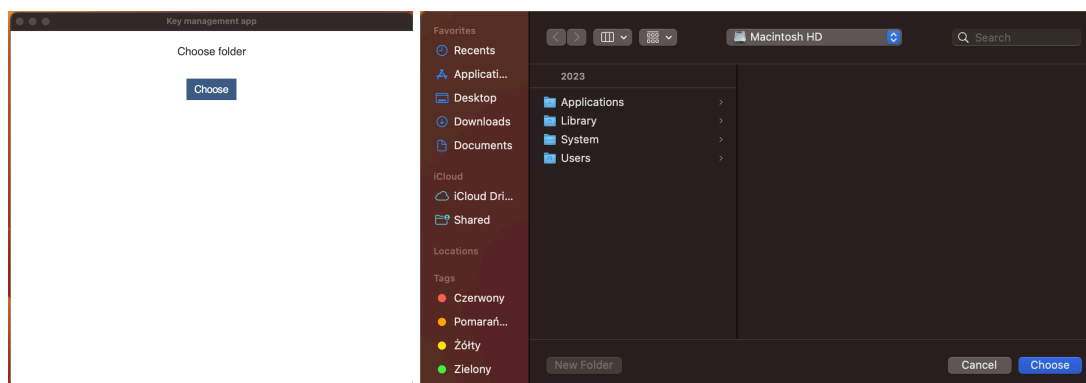 Key management app
Choose folder
Choose
Favorites
Recents
Applicati...
Desktop
Downloads
Documents
iCloud
iCloud Dri...
Shared
Locations
Tags
Czerwony
Pomarań...
Żółty
Zielony
Macintosh HD
Search
2023
Applications
Library
System
Users
New Folder
Cancel
Choose